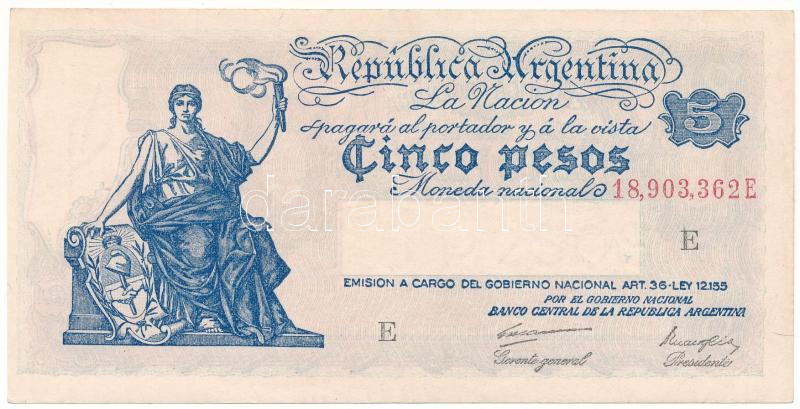 República Argentina
La Nacion
pagará al portador y á la vista
5
Cinco pesos
Moneda nacional
18,903,362E
darabanth
E
EMISION A CARGO DEL GOBIERNO NACIONAL ART. 36-LEY 12.155
POR EL GOBIERNO NACIONAL
BANCO CENTRAL DE LA REPUBLICA ARGENTINA
E
Gerente general
Presidente